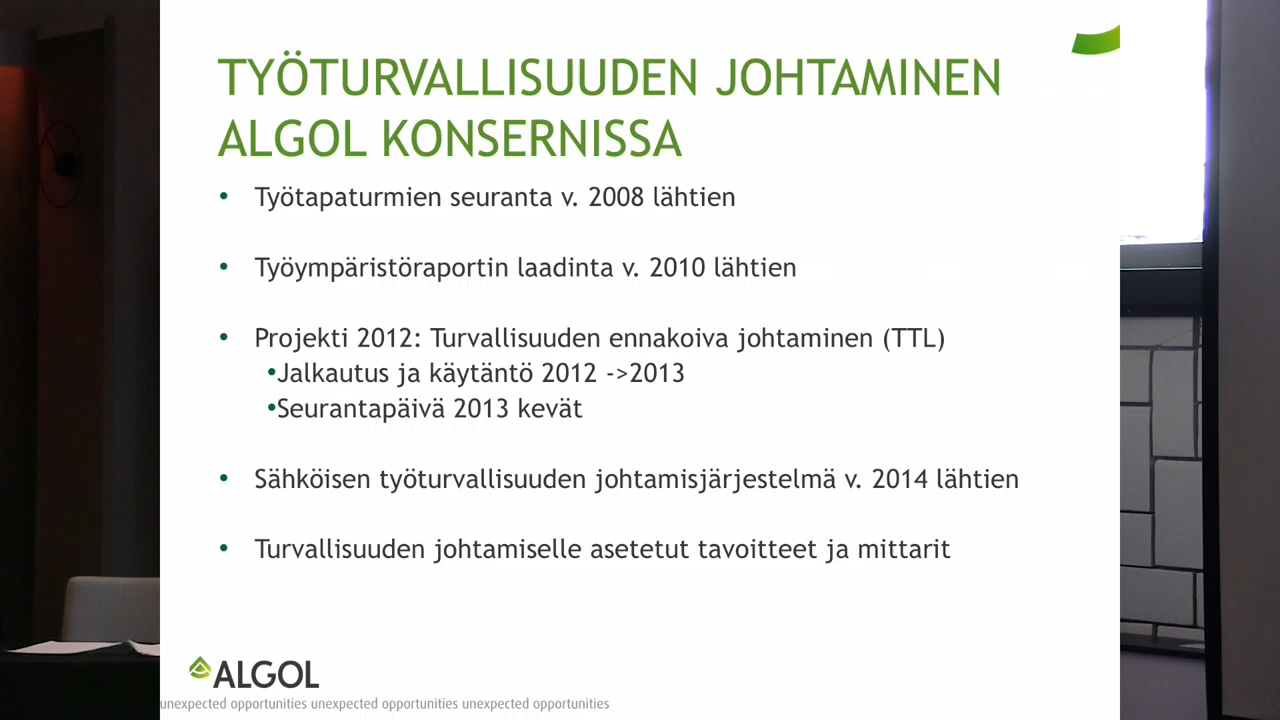 TYÖTURVALLISUUDEN JOHTAMINEN
ALGOL KONSERNISSA
• Työtapaturmien seuranta v. 2008 lähtien
• Työympäristöraportin laadinta v. 2010 lähtien
• Projekti 2012: Turvallisuuden ennakoiva johtaminen (TTL)
•Jalkautus ja käytäntö 2012 ->2013
•Seurantapäivä 2013 kevät
• Sähköisen työturvallisuuden johtamisjärjestelmä v. 2014 lähtien
• Turvallisuuden johtamiselle asetetut tavoitteet ja mittarit
ALGOL
unexpected opportunities unexpected opportunities unexpected opportunities